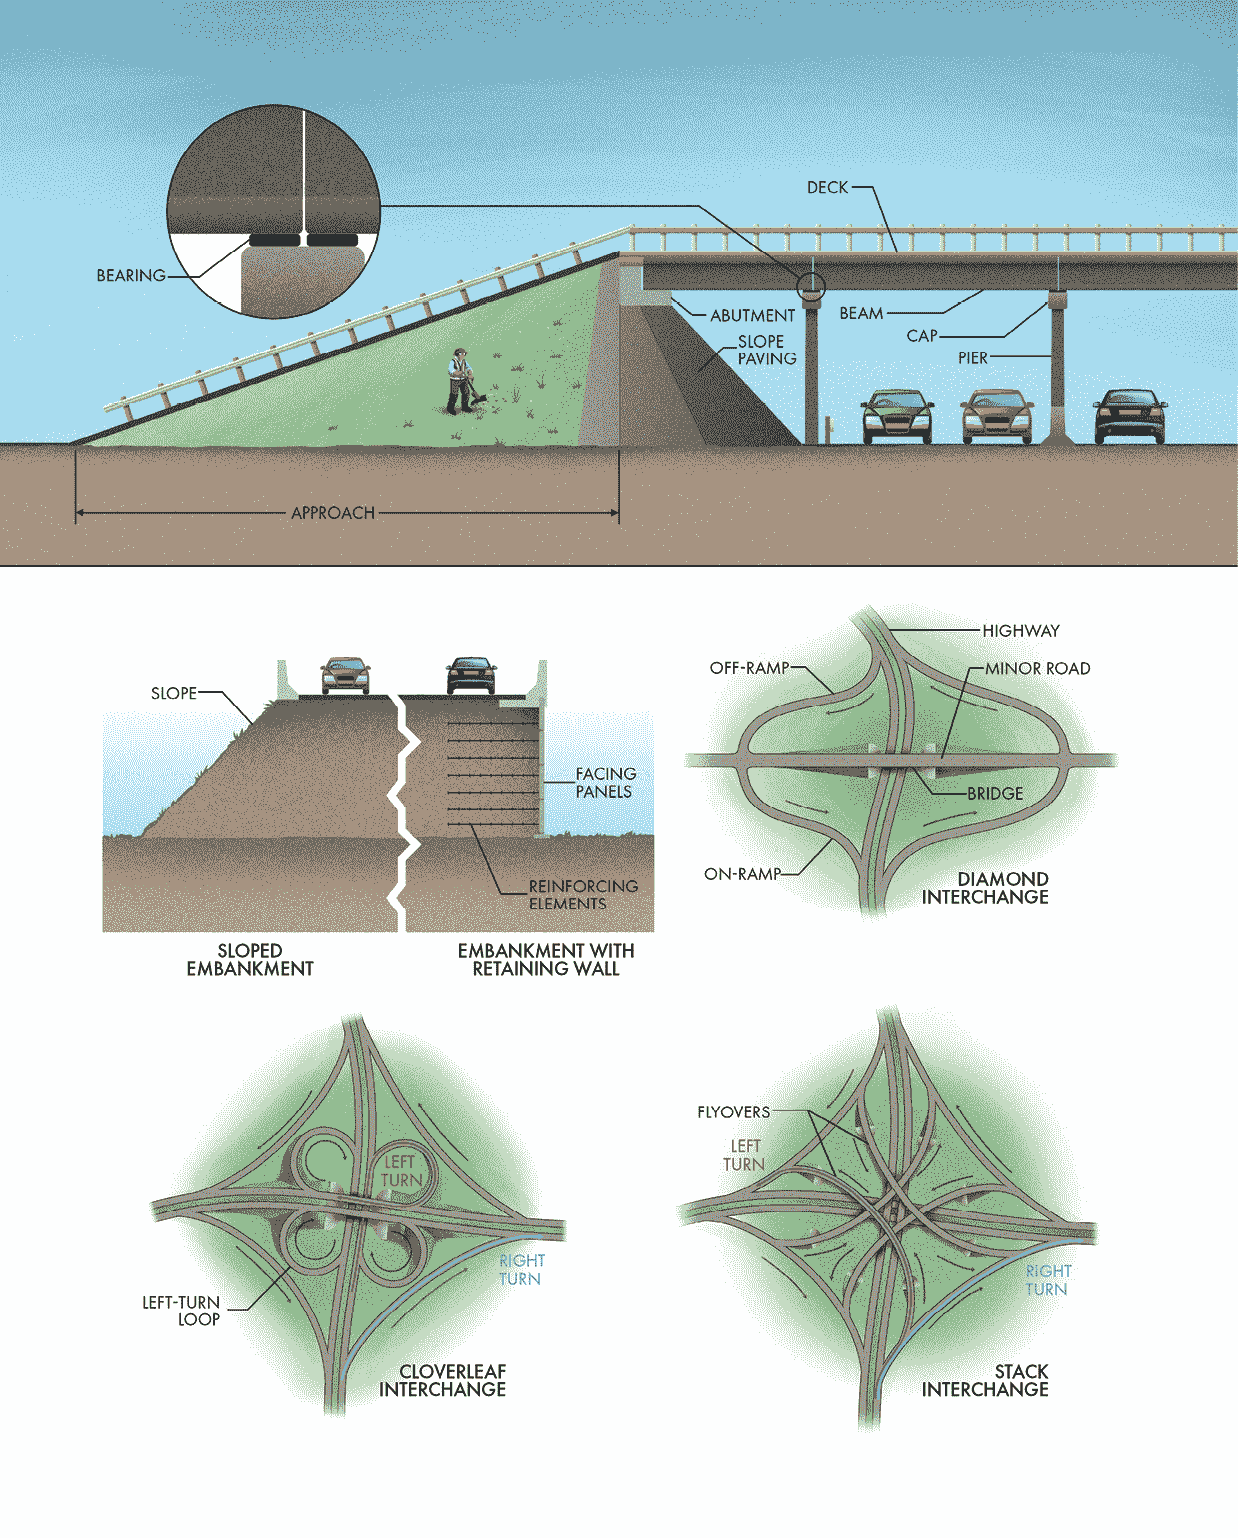 DECK
BEARING
ABUTMENT
BEAM
SLOPE
PAVING
CAP
PIER
APPROACH
SLOPE
FACING
PANELS
REINFORCING
ELEMENTS
SLOPED
EMBANKMENT
EMBANKMENT WITH
RETAINING WALL
HIGHWAY
OFF-RAMP
MINOR ROAD
BRIDGE
ON-RAMP
DIAMOND
INTERCHANGE
LEFT
TURN
RIGHT
TURN
LEFT-TURN
LOOP
CLOVERLEAF
INTERCHANGE
FLYOVERS
LEFT
TURN
RIGHT
TURN
STACK
INTERCHANGE